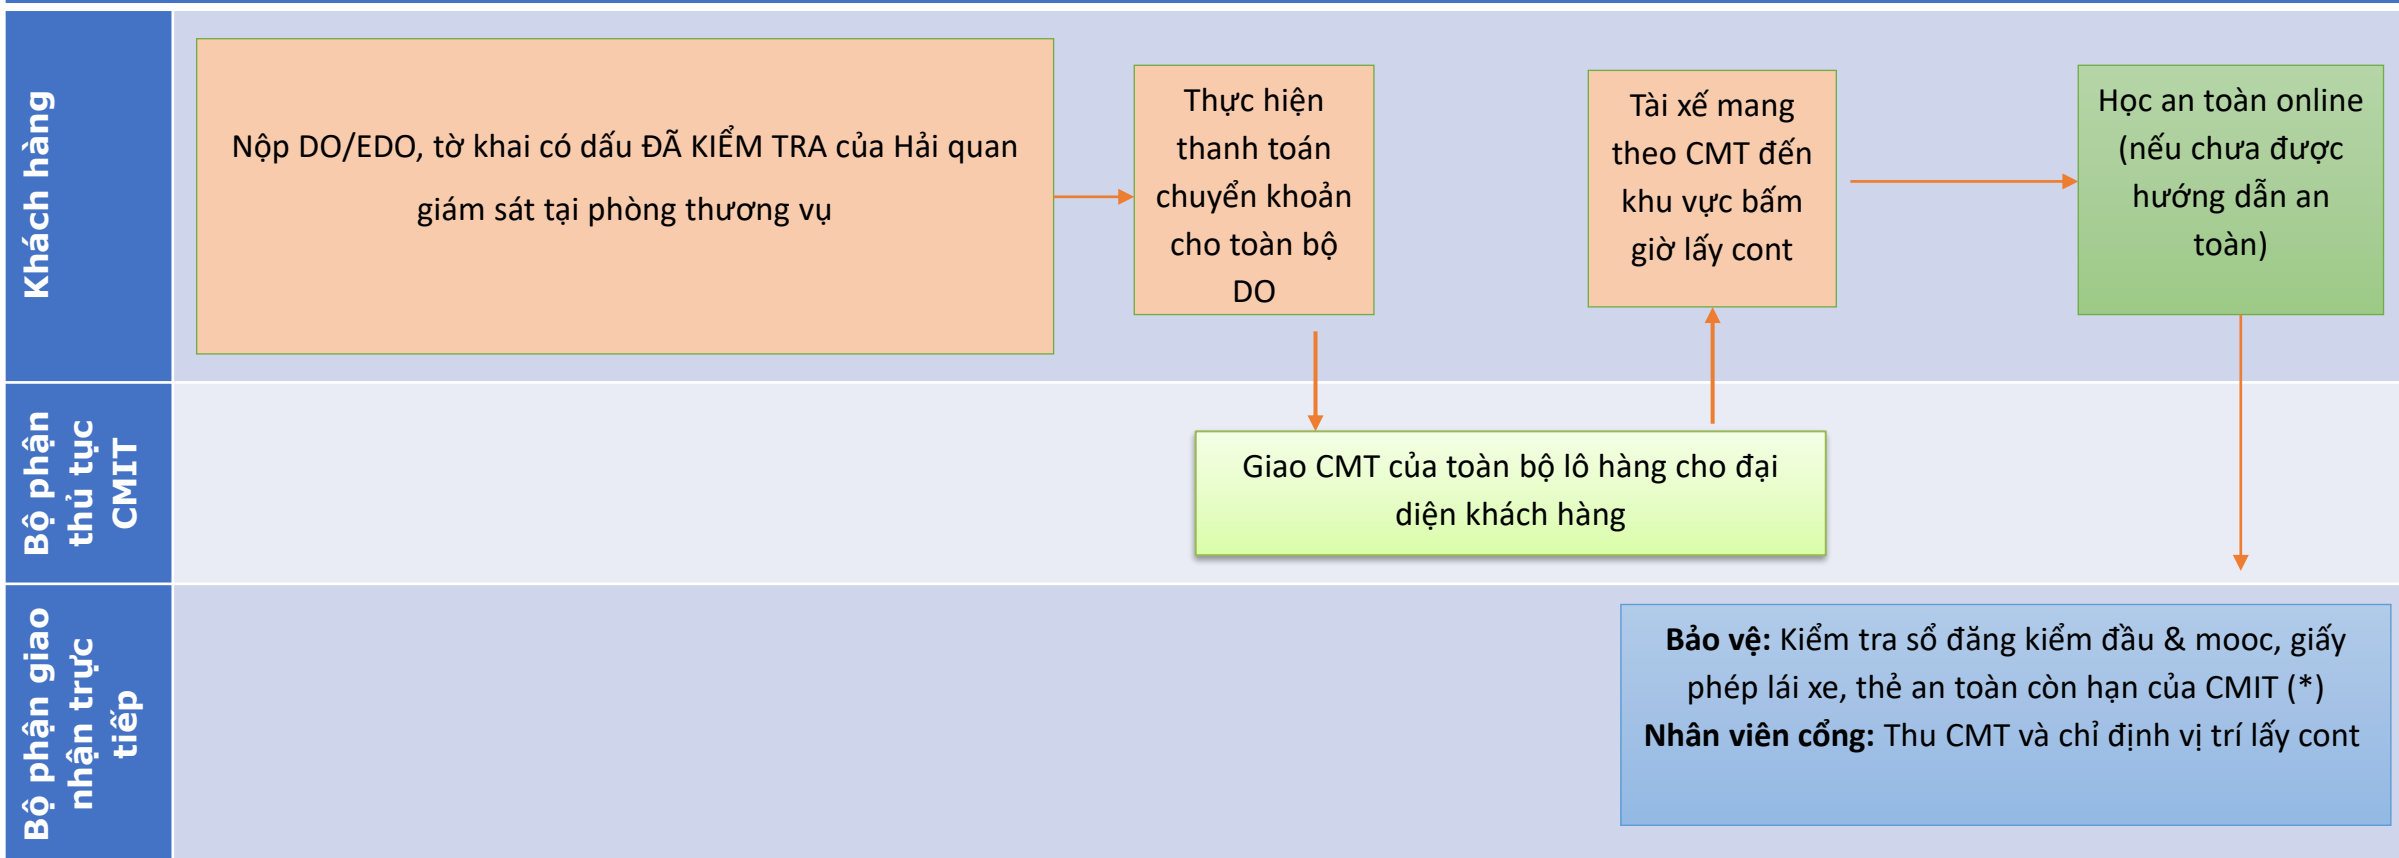 Khách hàng
Nộp DO/EDO, tờ khai có dấu ĐÃ KIỂM TRA của Hải quan
giám sát tại phòng thương vụ
Thực hiện
thanh toán
chuyển khoản
cho toàn bộ
DO
Tài xế mang
theo CMT đến
khu vực bấm
giờ lấy cont
Học an toàn online
(nếu chưa được
hướng dẫn an
toàn)
Bộ phận
thủ tục
CMIT
Giao CMT của toàn bộ lô hàng cho đại
diện khách hàng
Bộ phận giao
nhận trực
tiếp
Bảo vệ: Kiểm tra sổ đăng kiểm đầu & mooc, giấy
phép lái xe, thẻ an toàn còn hạn của CMIT (*)
Nhân viên cổng: Thu CMT và chỉ định vị trí lấy cont